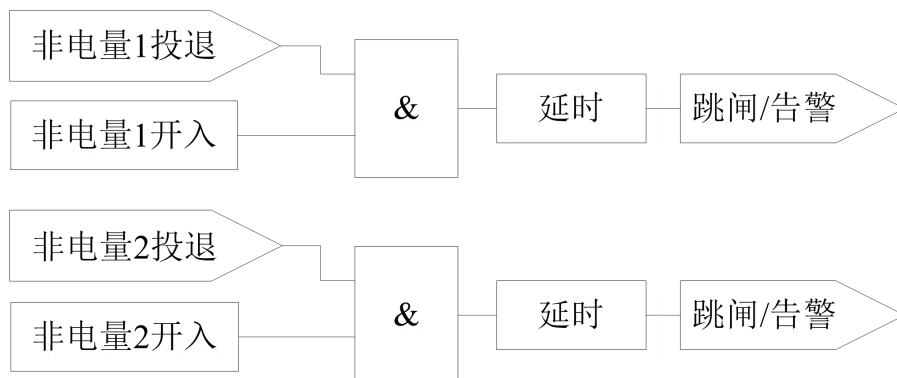 非电量1投退
非电量1开入
&
延时
跳闸/告警
非电量2投退
非电量2开入
&
延时
跳闸/告警